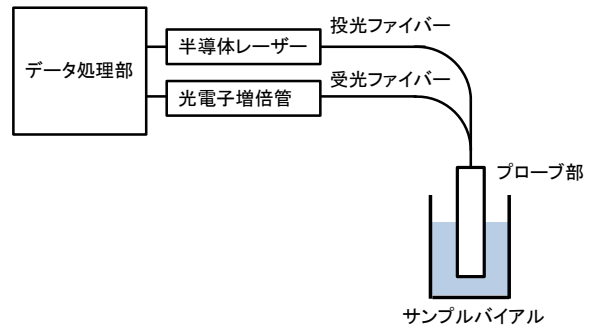 投光ファイバー
半導体レーザー
データ処理部
受光ファイバー
光電子増倍管
プローブ部
サンプルバイアル